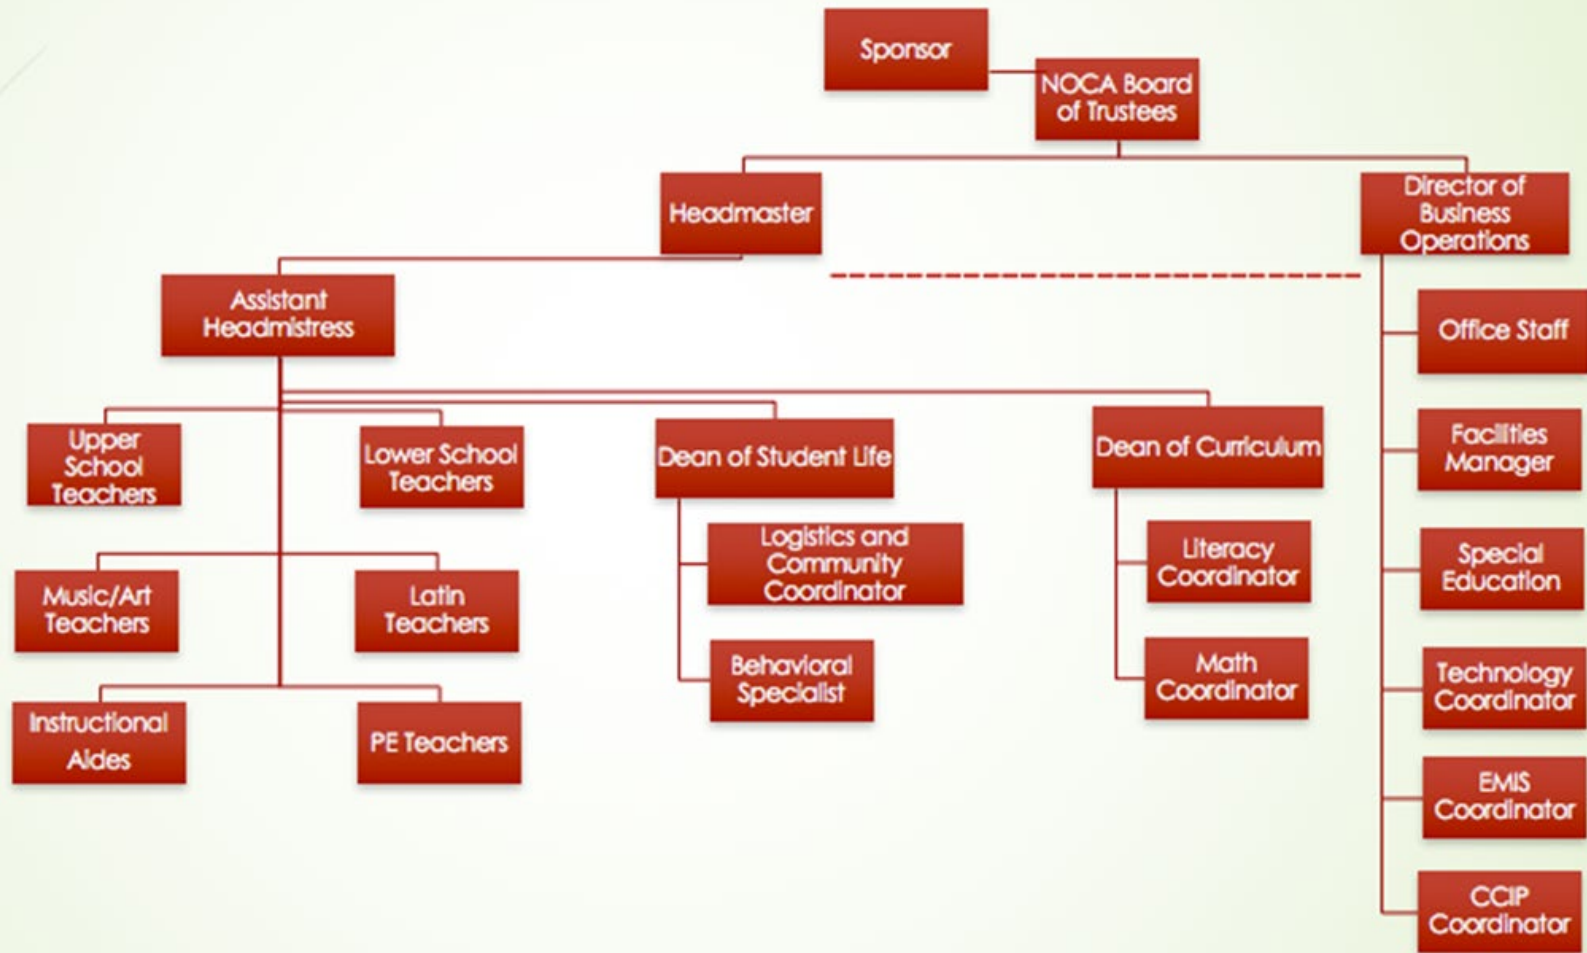 Sponsor
NOCA Board
of Trustees
Headmaster
Director of
Business
Operations
Assistant
Headmistress
Office Staff
Upper
School
Teachers
Lower School
Teachers
Dean of Student Life
Dean of Curriculum
Facilities
Manager
Logistics and
Community
Coordinator
Literacy
Coordinator
Special
Education
Music/Art
Teachers
Latin
Teachers
Behavioral
Specialist
Math
Coordinator
Technology
Coordinator
Instructional
Aides
PE Teachers
EMIS
Coordinator
CCIP
Coordinator